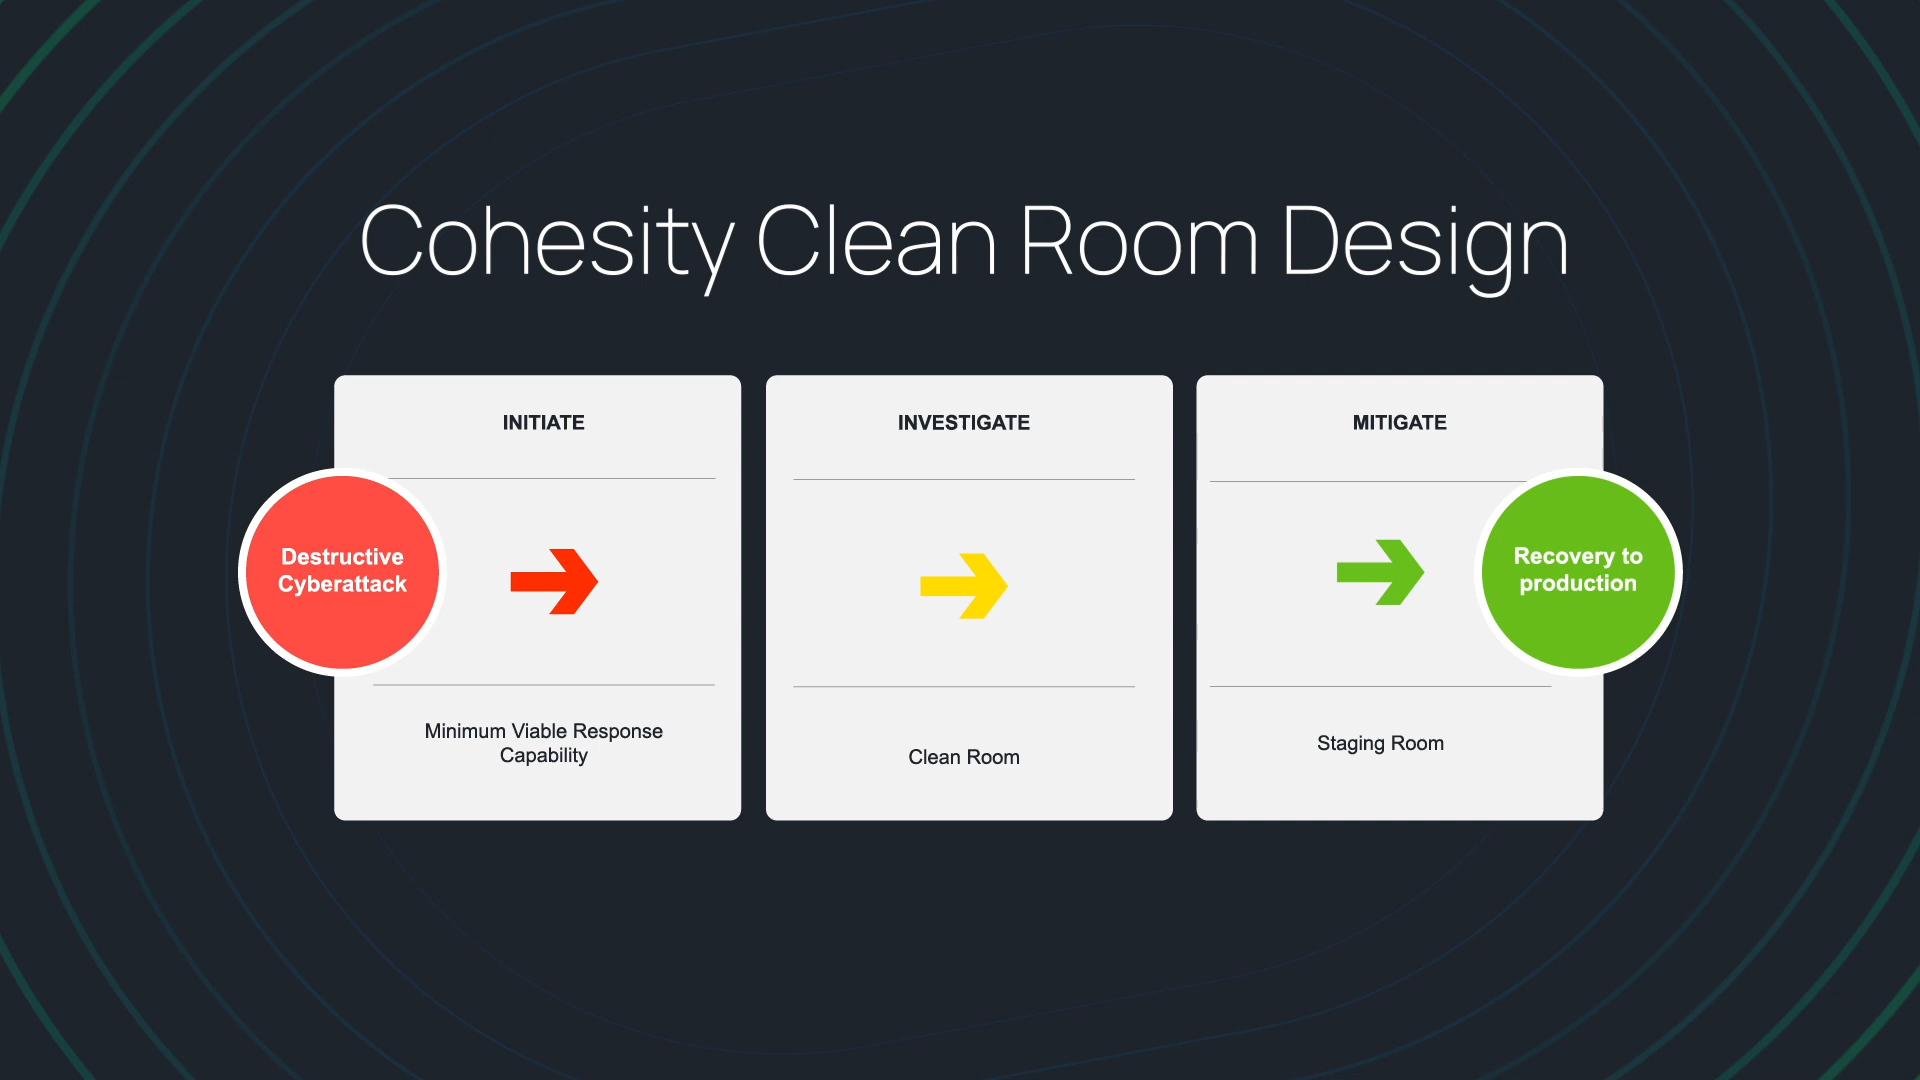 Cohesity Clean Room Design
INITIATE
Destructive
Cyberattack
Minimum Viable Response
Capability
INVESTIGATE
Clean Room
MITIGATE
Recovery to
production
Staging Room